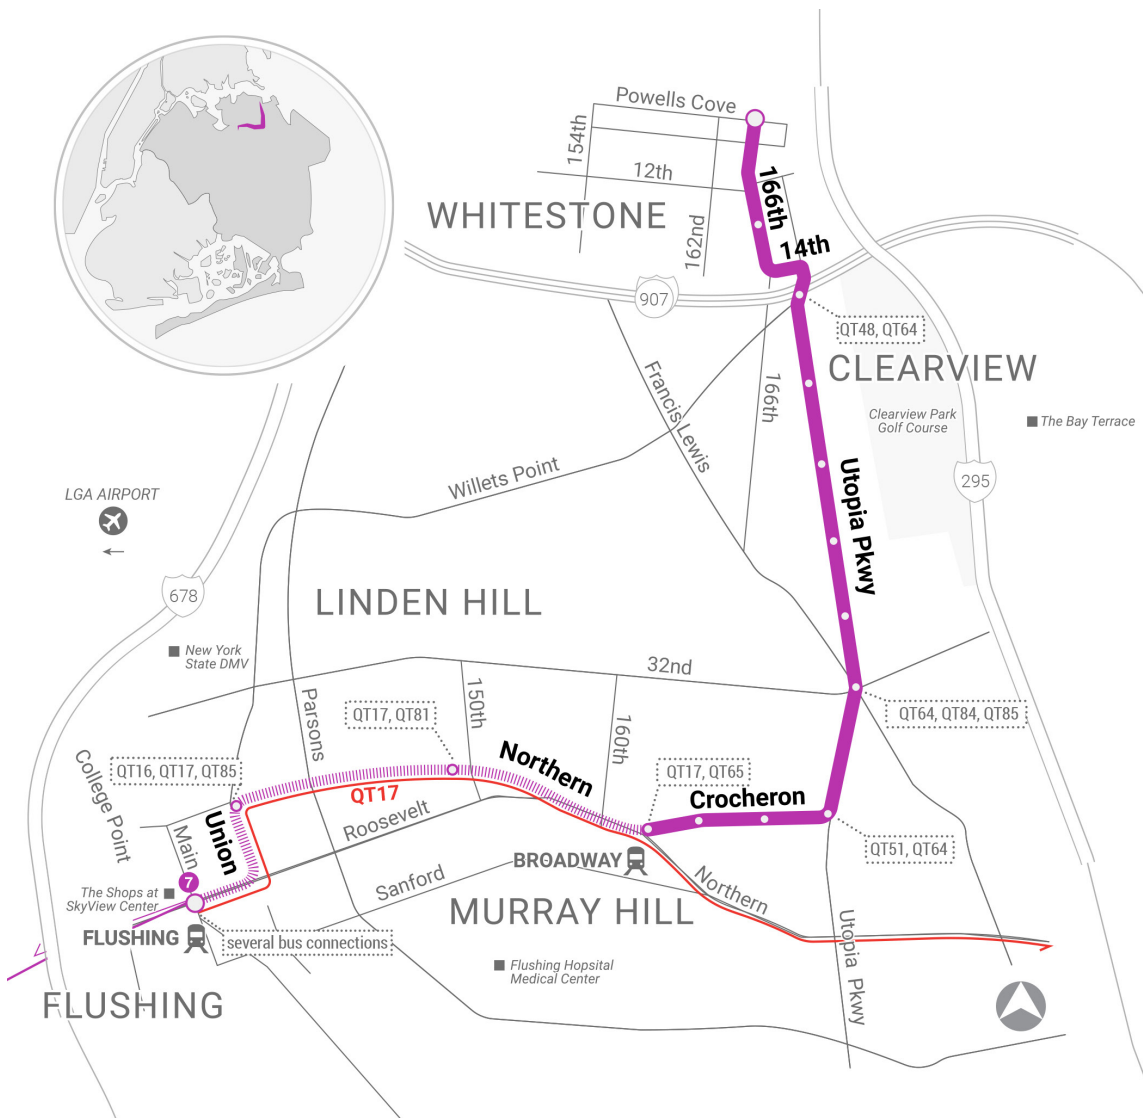 Powells Cove
154th
12th
166th
WHITESTONE
162nd
14th
907
QT48, QT64
CLEARVIEW
Francis Lewis
166th
Clearview Park
Golf Course
The Bay Terrace
Willets Point
Utopia Pkwy
295
LGA AIRPORT
678
LINDEN HILL
New York
State DMV
32nd
Parsons
150th
160th
QT17, QT81
QT64, QT84, QT85
College Point
QT16, QT17, QT85
Northern
QT17, QT65
QT17
Crocheron
Main
Union
Roosevelt
QT51, QT64
BROADWAY
7
The Shops at
SkyView Center
Sanford
Northern
MURRAY HILL
FLUSHING
several bus connections
Utopia Pkwy
Flushing Hopsital
Medical Center
FLUSHING